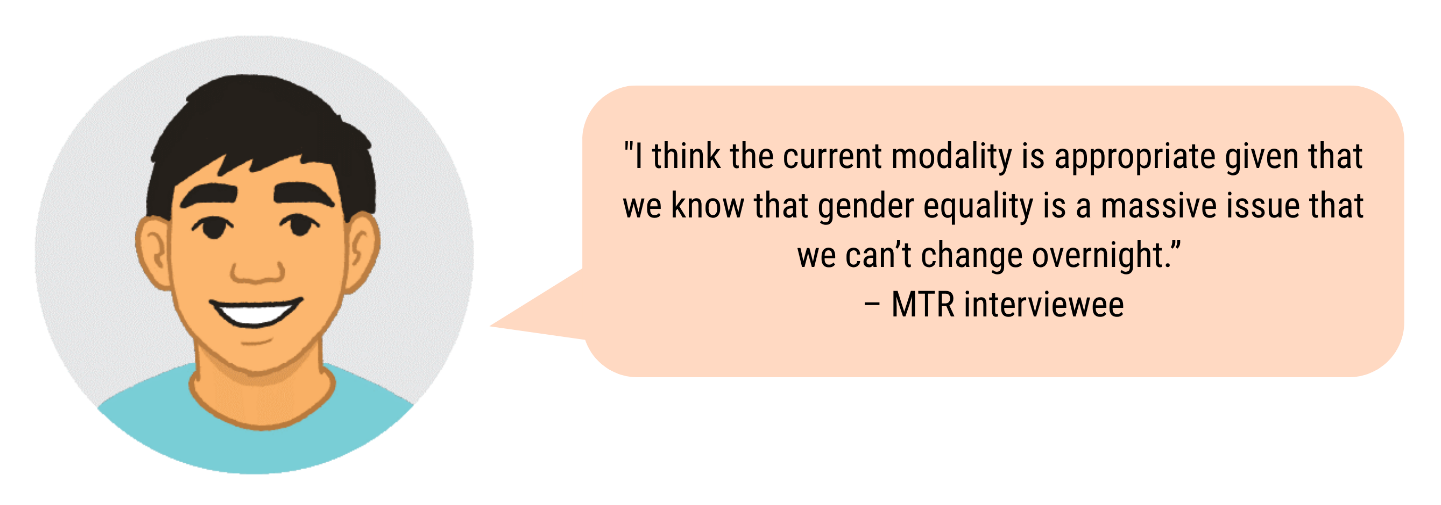 "I think the current modality is appropriate given that
we know that gender equality is a massive issue that
we can’t change overnight.”
– MTR interviewee